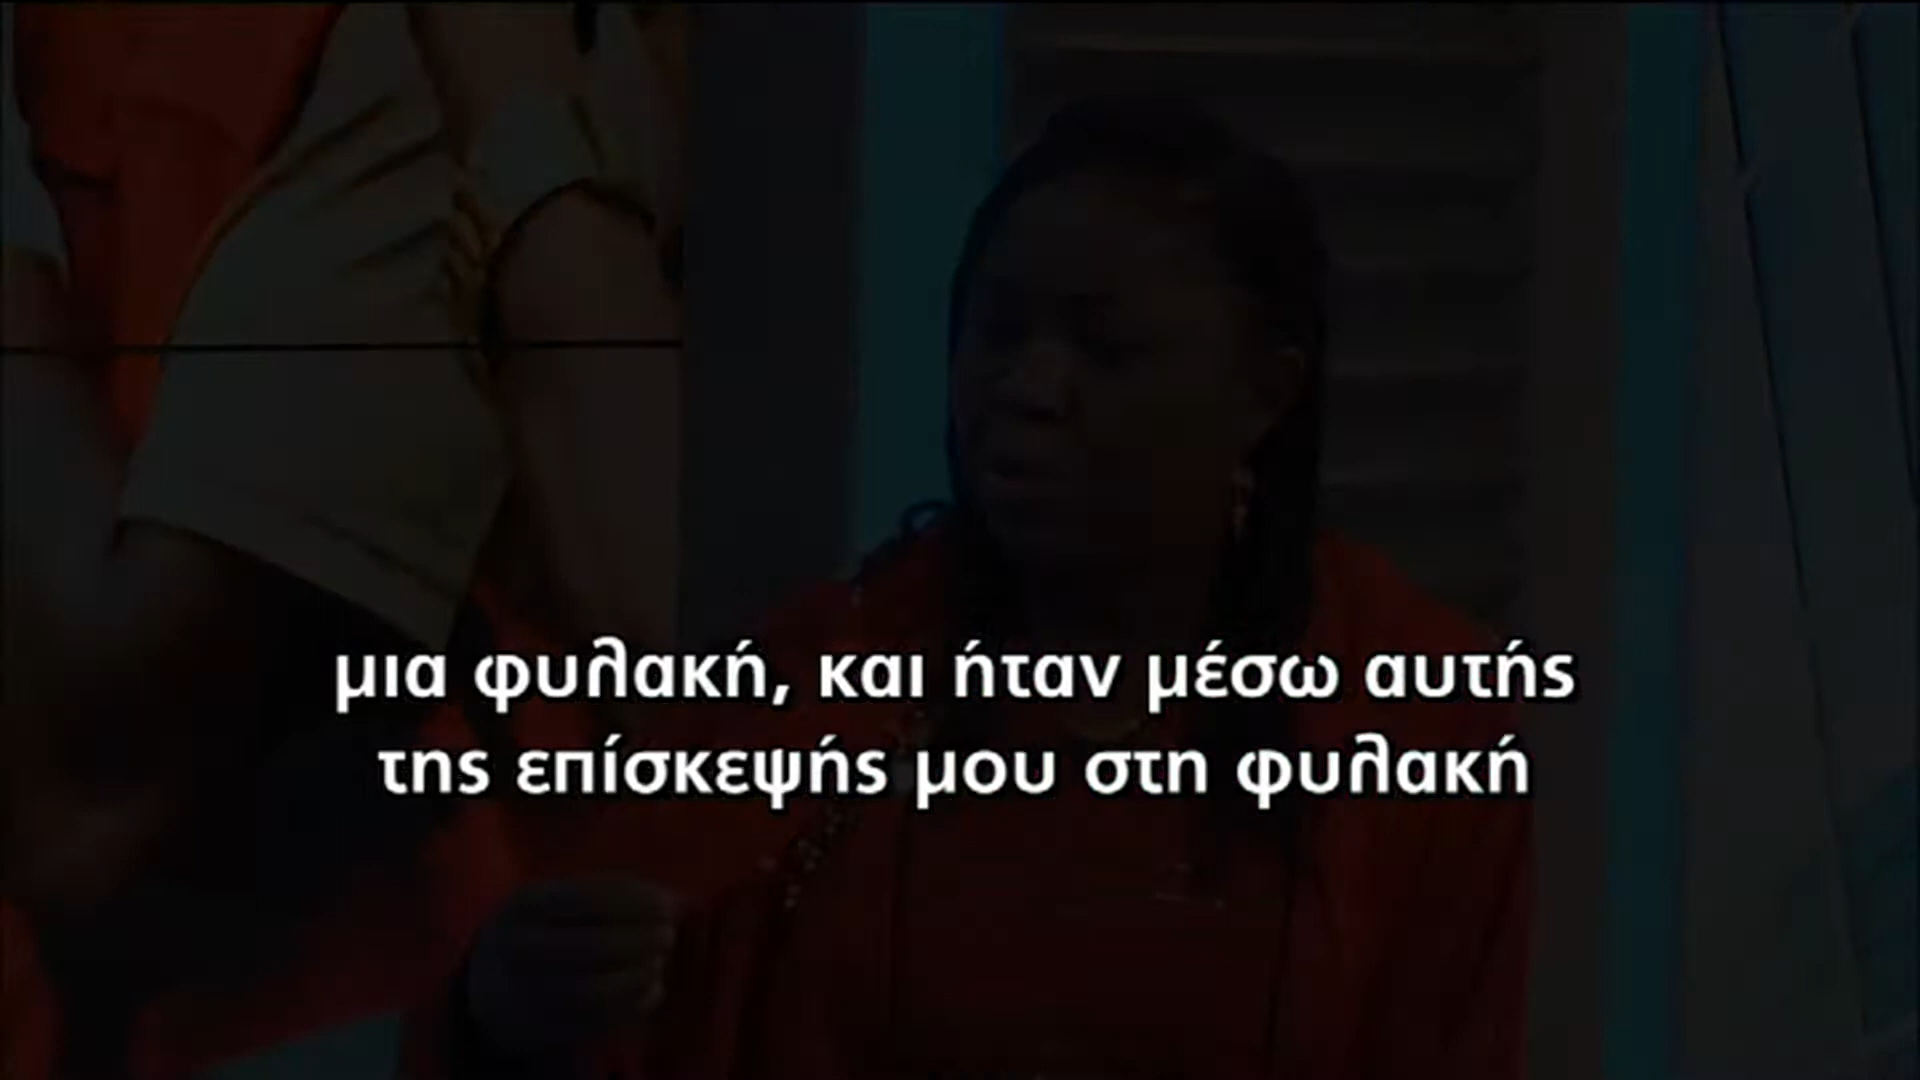 μια φυλακή, και ήταν μέσω αυτής
της επίσκεψής μου στη φυλακή